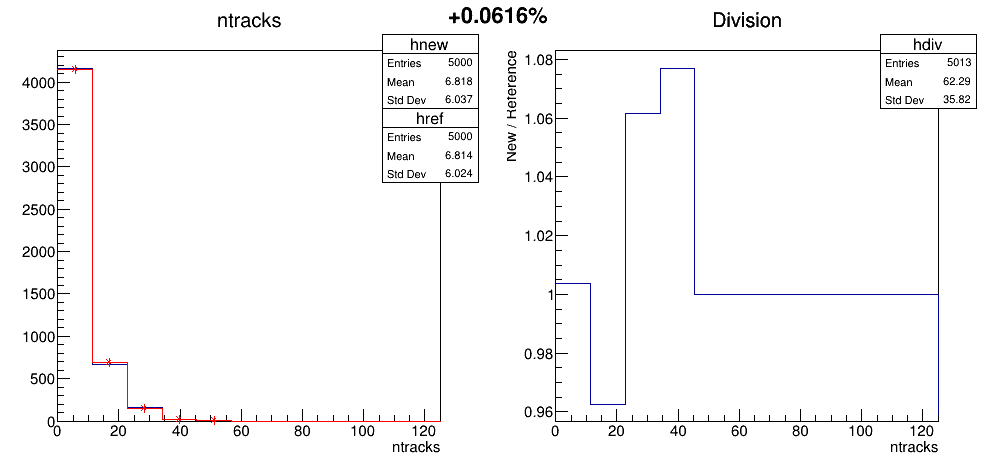 +0.0616%
ntracks
hnew
Entries 5000
Mean 6.818
Std Dev 6.037
href
Entries 5000
Mean 6.814
Std Dev 6.024
4000
3500
3000
2500
2000
1500
1000
500
0
0 20 40 60 80 100 120
ntracks
Division
hdiv
Entries 5013
Mean 62.29
Std Dev 35.82
New / Reference
1.08
1.06
1.04
1.02
1
0.98
0.96
0 20 40 60 80 100 120
ntracks